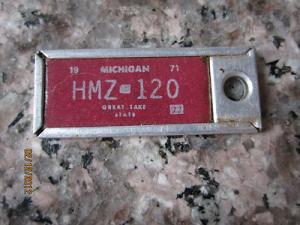 19 MICHIGAN 71
HMZ 120
GREAT LAKE
STATE